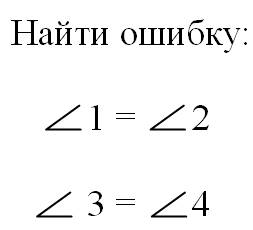 Найти ошибку:
∠1 = ∠2
∠ 3 = ∠4